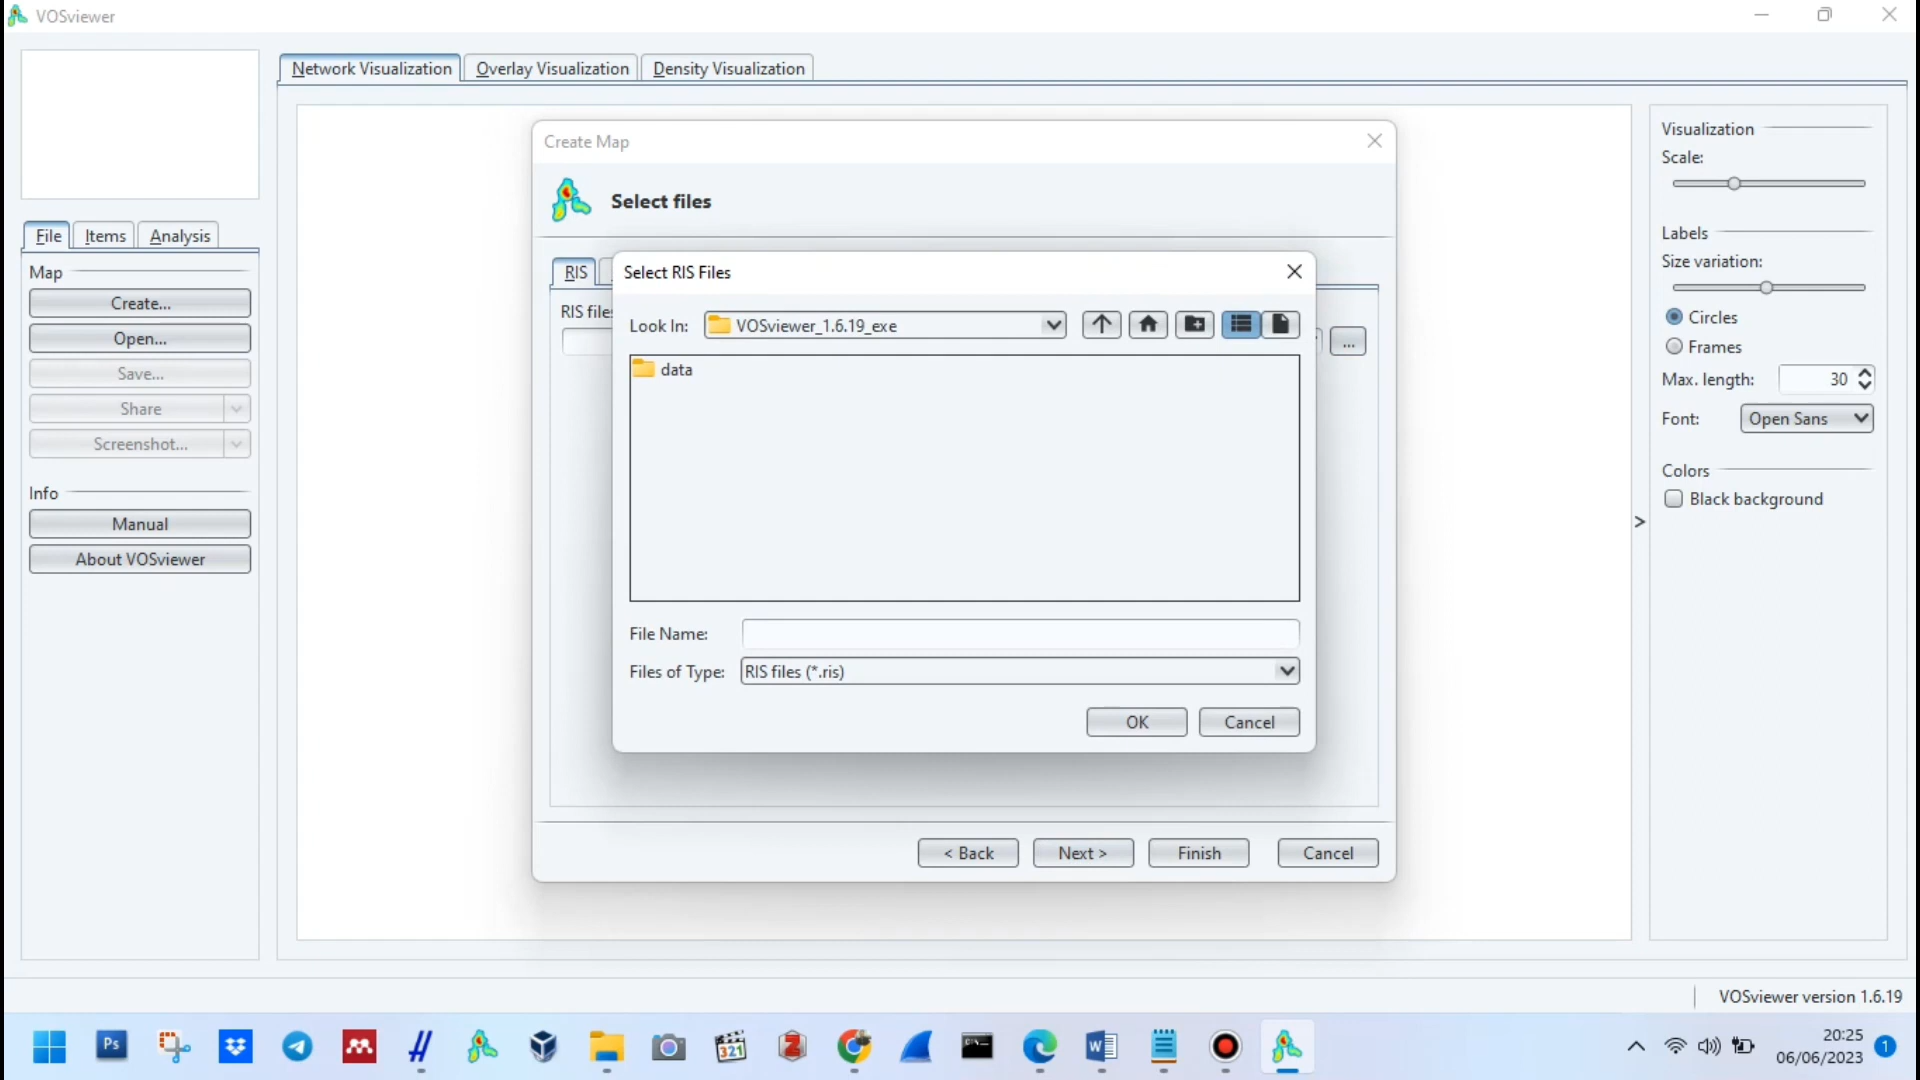 VOSviewer
Network Visualization
Overlay Visualization
Density Visualization
File
Items
Analysis
Map
Create...
Open...
Save...
Share
Screenshot...
Info
Manual
About VOSviewer
Create Map
Select files
RIS
RIS file
...
Select RIS Files
Look In:
VOSviewer_1.6.19_exe
data
File Name:
Files of Type:
RIS files (*.ris)
OK
Cancel
< Back
Next >
Finish
Cancel
Visualization
Scale:
Labels
Size variation:
Circles
Frames
Max. length:
30
Font:
Open Sans
Colors
Black background
>
VOSviewer version 1.6.19
Ps
321
Z
W
20:25
06/06/2023
1